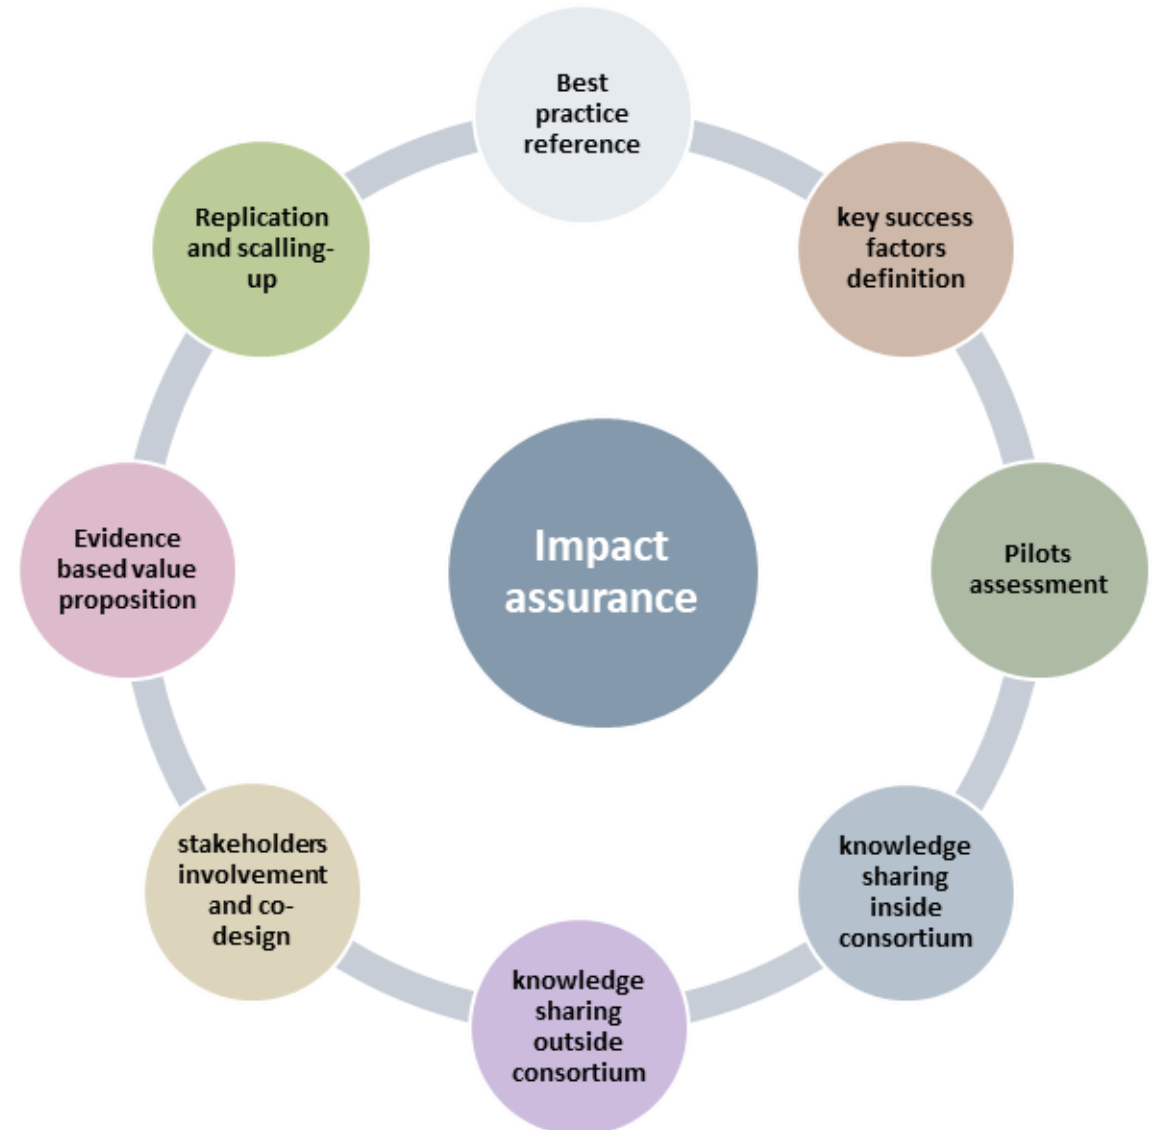 Best
practice
reference
key success
factors
definition
Pilots
assessment
knowledge
sharing
inside
consortium
knowledge
sharing
outside
consortium
stakeholders
involvement
and co-
design
Evidence
based value
proposition
Replication
and scalling-
up
Impact
assurance